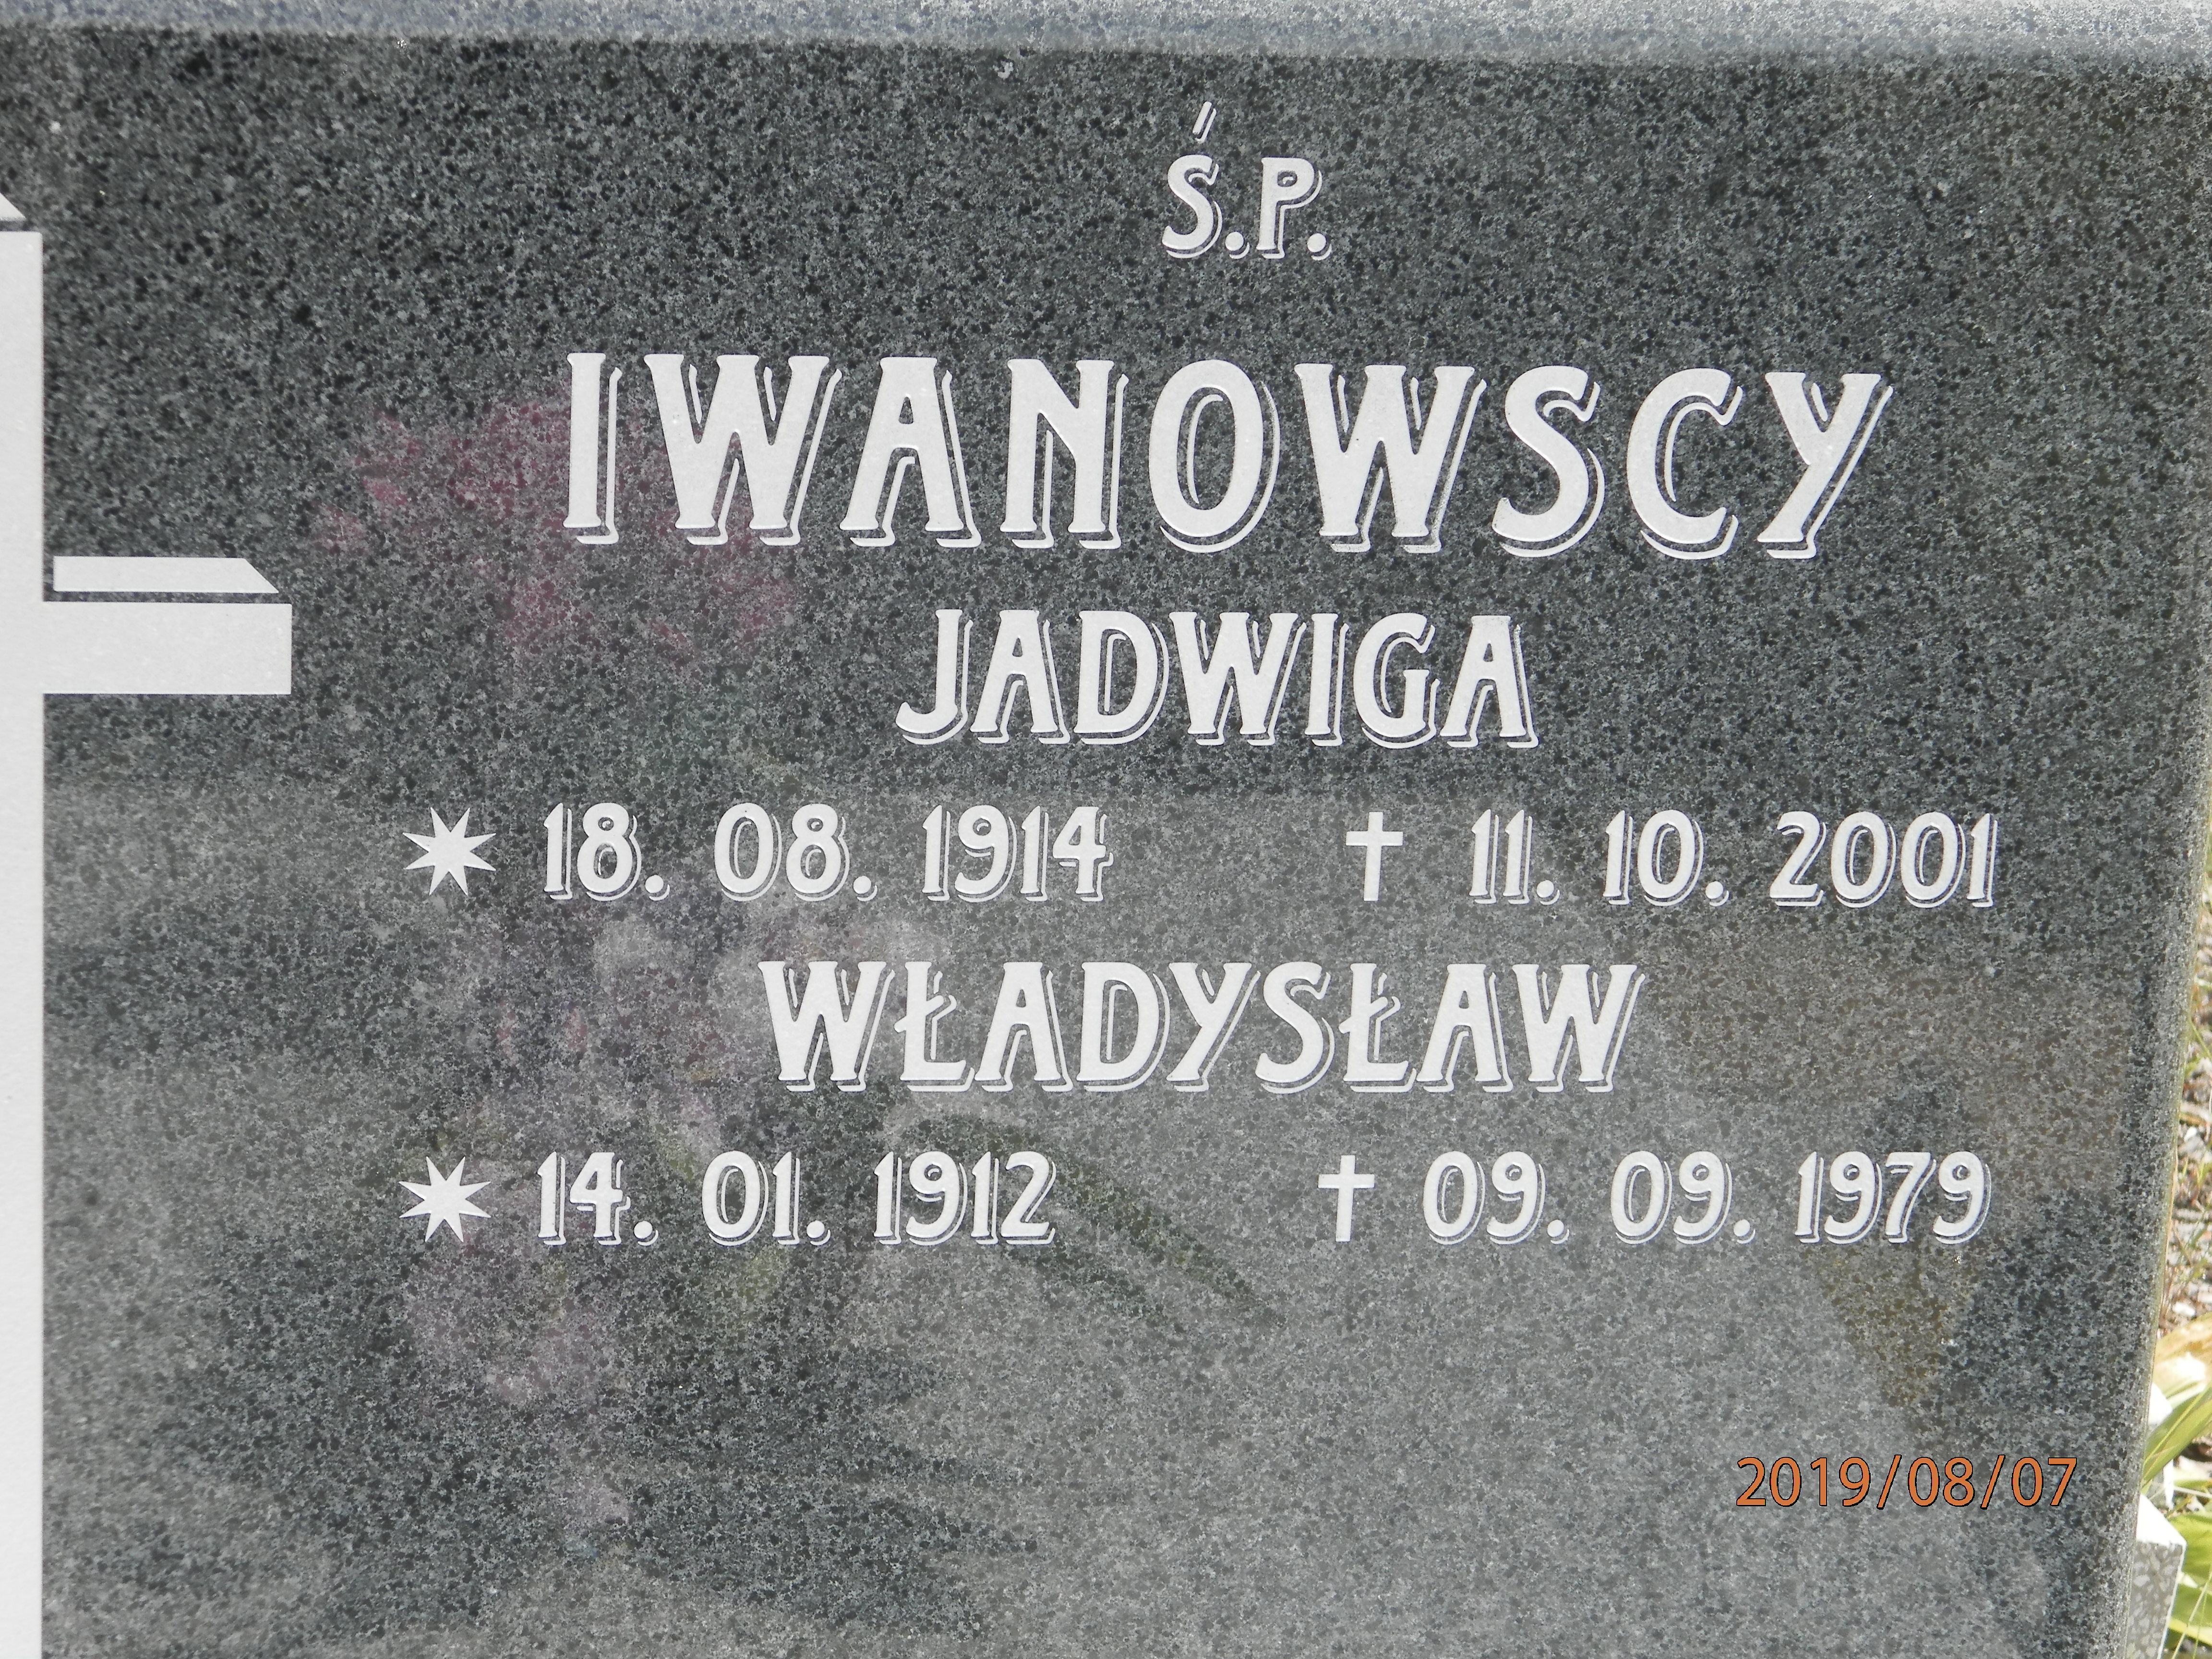 Ś.P.
IWANOWSCY
JADWIGA
✷ 18. 08. 1914 ✝ 11. 10. 2001
WŁADYSŁAW
✷ 14. 01. 1912 ✝ 09. 09. 1979
2019/08/07